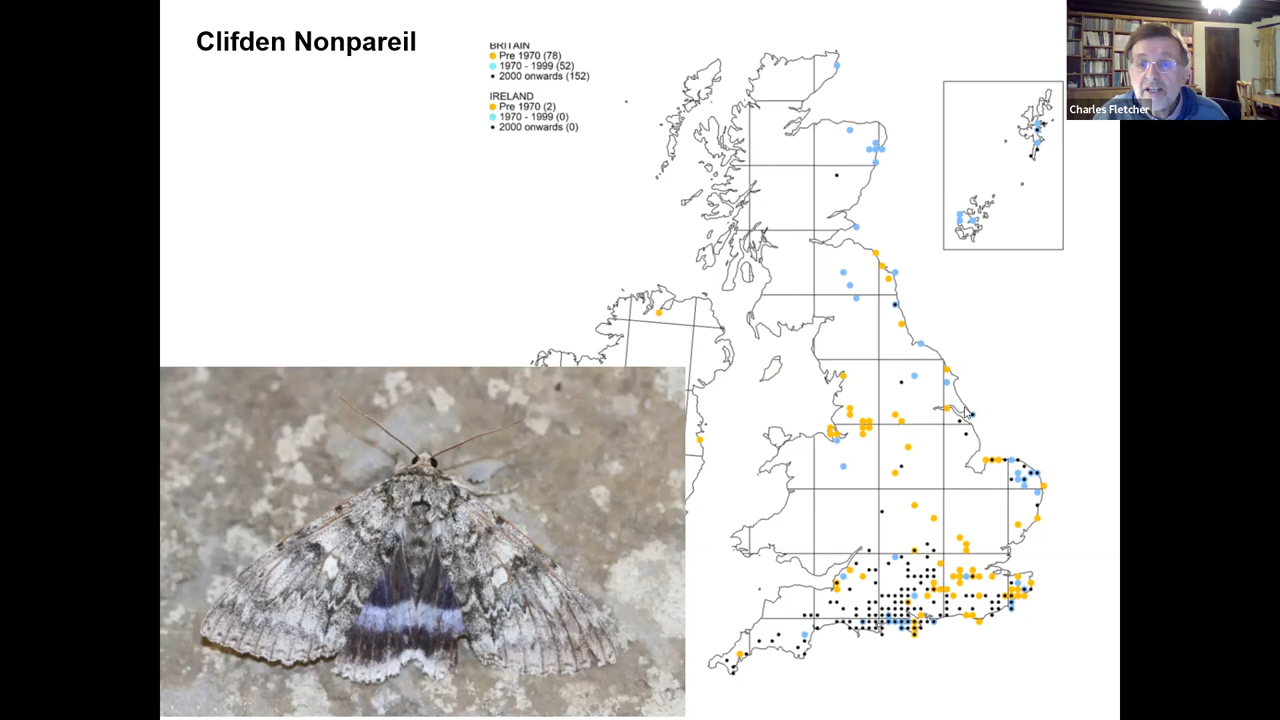 Clifden Nonpareil
BRITAIN
Pre 1970 (78)
1970 - 1999 (52)
2000 onwards (152)
IRELAND
Pre 1970 (2)
1970 - 1999 (0)
2000 onwards (0)
Charles Fletcher